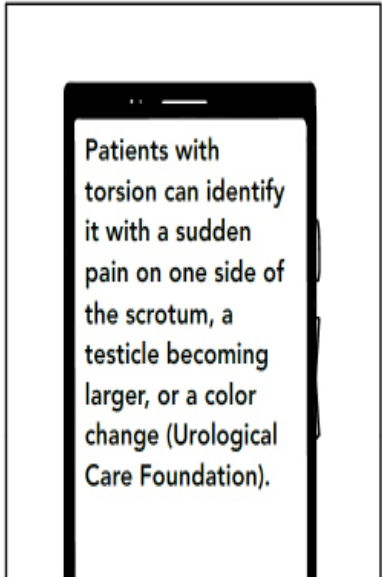 Patients with
torsion can identify
it with a sudden
pain on one side of
the scrotum, a
testicle becoming
larger, or a color
change (Urological
Care Foundation).